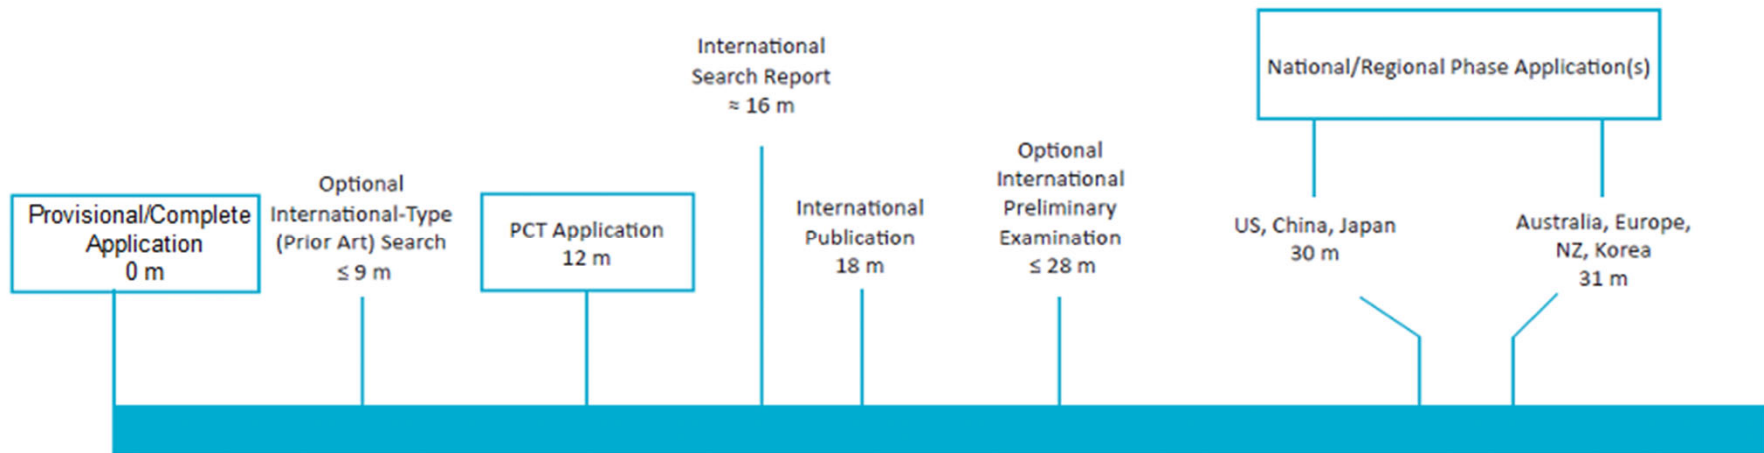 Provisional/Complete
Application
0 m
Optional
International-Type
(Prior Art) Search
≤ 9 m
PCT Application
12 m
International
Search Report
≈ 16 m
International
Publication
18 m
Optional
International
Preliminary
Examination
≤ 28 m
National/Regional Phase Application(s)
US, China, Japan
30 m
Australia, Europe,
NZ, Korea
31 m